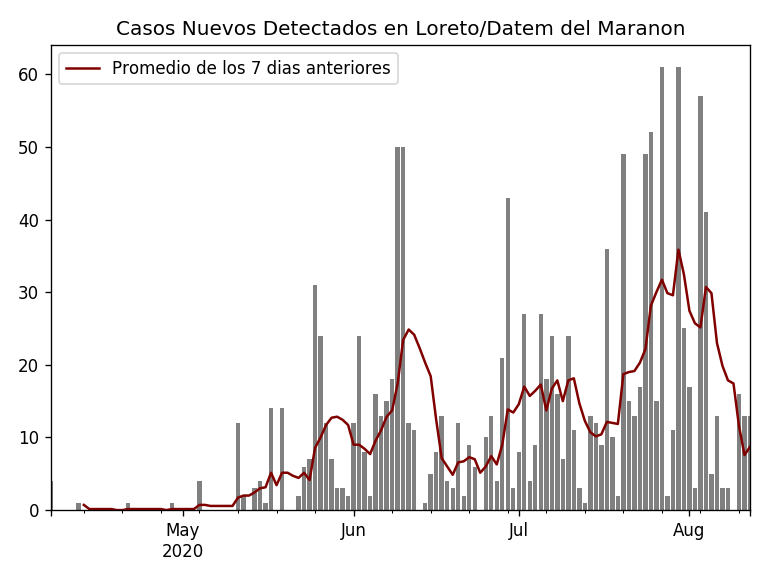 Casos Nuevos Detectados en Loreto/Datem del Maranon
Promedio de los 7 dias anteriores
60
50
40
30
20
10
0
May
2020
Jun
Jul
Aug